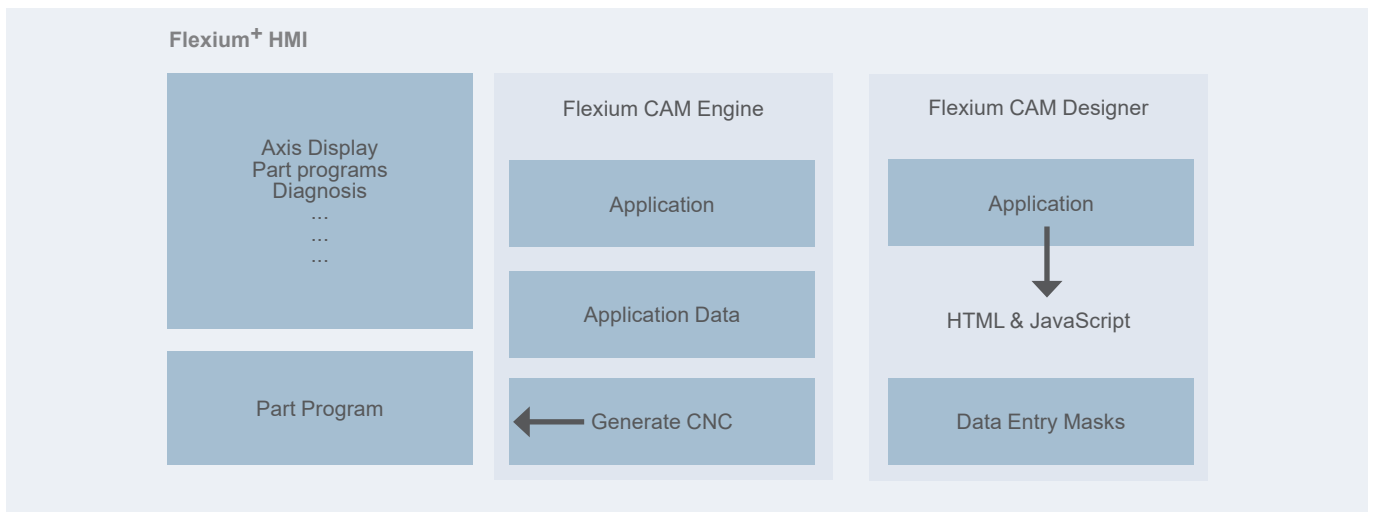 Flexium+ HMI
Axis Display
Part programs
Diagnosis
...
...
...
Part Program
Flexium CAM Engine
Application
Application Data
Generate CNC
Flexium CAM Designer
Application
HTML & JavaScript
Data Entry Masks